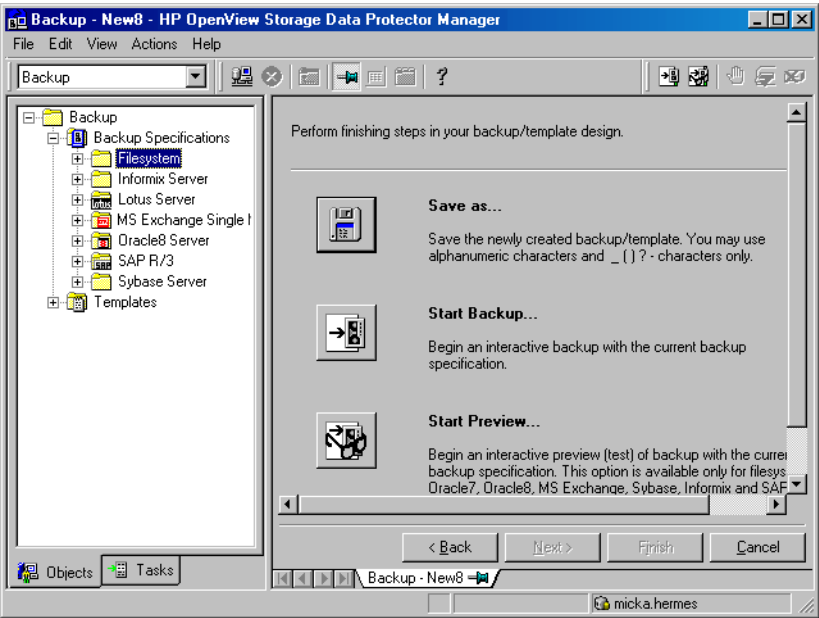 Backup - New8 - HP OpenView Storage Data Protector Manager
File Edit View Actions Help
Backup
?
Backup
Backup Specifications
Filesystem
Informix Server
Lotus Server
MS Exchange Single
Oracle8 Server
SAP R/3
Sybase Server
Templates
Perform finishing steps in your backup/template design.
Save as...
Save the newly created backup/template. You may use
alphanumeric characters and _ ( ) ? - characters only.
Start Backup...
Begin an interactive backup with the current backup
specification.
Start Preview...
Begin an interactive preview (test) of backup with the curre
backup specification. This option is available only for filesys
Oracle7, Oracle8, MS Exchange, Sybase, Informix and SAP
< Back
Next >
Finish
Cancel
Objects
Tasks
Backup - New8
micka.hermes